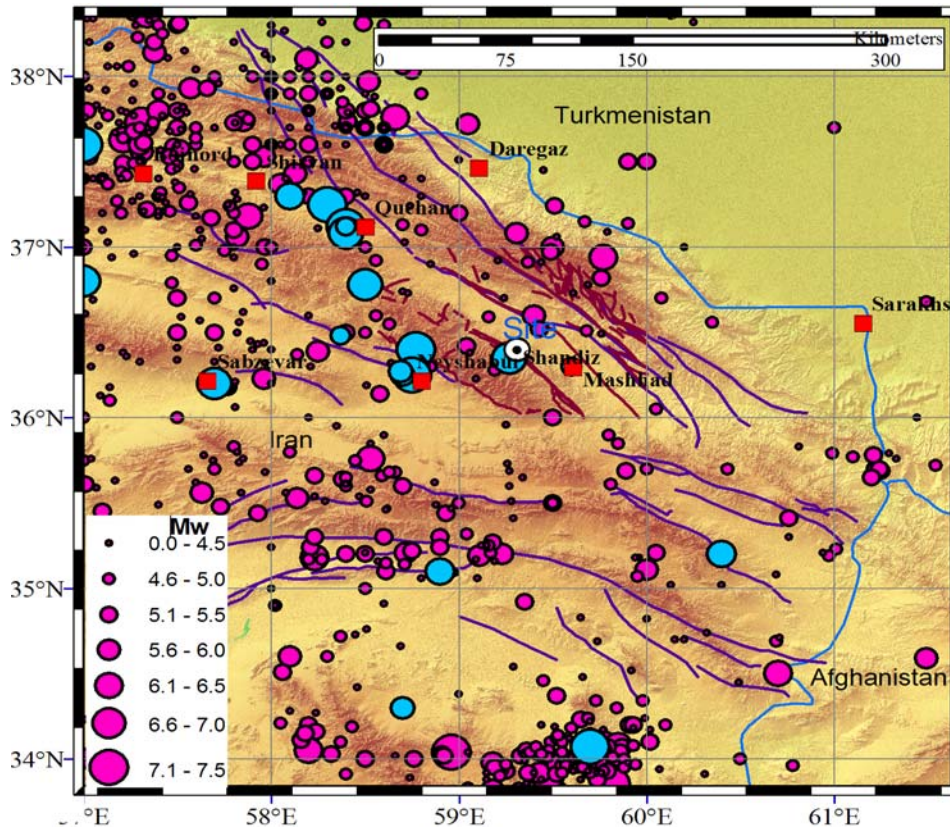 Kilometers
0 75 150 300
38°N
Turkmenistan
Daregaz
Bojnord
Shirvan
Quchan
37°N
Sarakhs
Site
Shandiz
Sabzevar
Neyshabur
Mashhad
36°N
Iran
Mw
0.0 - 4.5
4.6 - 5.0
5.1 - 5.5
5.6 - 6.0
6.1 - 6.5
6.6 - 7.0
7.1 - 7.5
35°N
Afghanistan
34°N
58°E
59°E
60°E
61°E